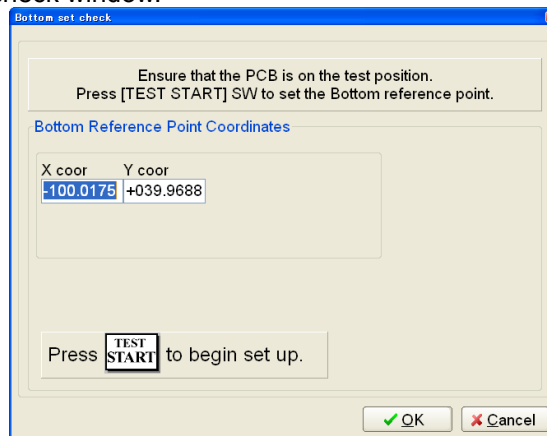 Bottom set check
Ensure that the PCB is on the test position.
Press [TEST START] SW to set the Bottom reference point.
Bottom Reference Point Coordinates
X coor Y coor
-100.0175 +039.9688
Press TEST START to begin set up.
OK Cancel